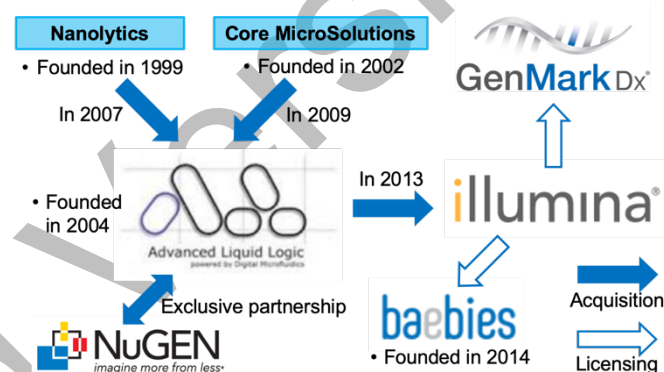 Nanolytics
• Founded in 1999
Core MicroSolutions
• Founded in 2002
GenMark Dx®
In 2007
In 2009
• Founded
in 2004
Advanced Liquid Logic
powered by Digital Microfluidics
In 2013
illumına®
Exclusive partnership
NuGEN
imagine more from less
baebies
• Founded in 2014
Acquisition
Licensing